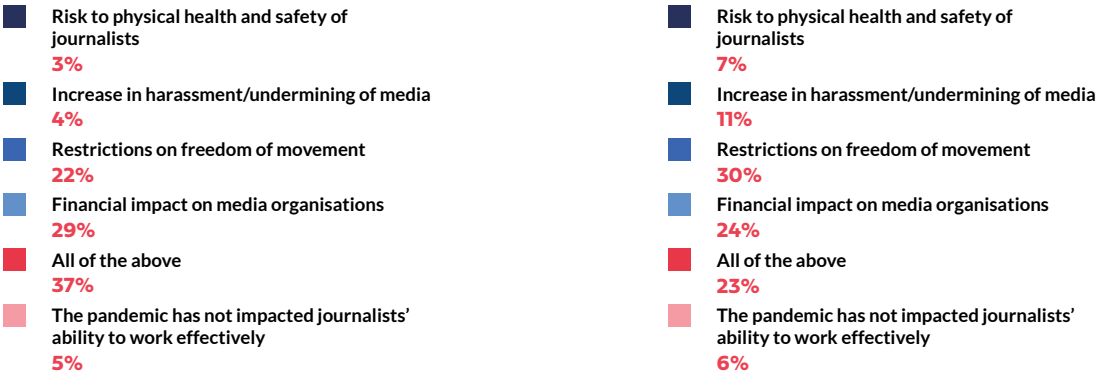 Risk to physical health and safety of
journalists
3%
Increase in harassment/undermining of media
4%
Restrictions on freedom of movement
22%
Financial impact on media organisations
29%
All of the above
37%
The pandemic has not impacted journalists’
ability to work effectively
5%
Risk to physical health and safety of
journalists
7%
Increase in harassment/undermining of media
11%
Restrictions on freedom of movement
30%
Financial impact on media organisations
24%
All of the above
23%
The pandemic has not impacted journalists’
ability to work effectively
6%